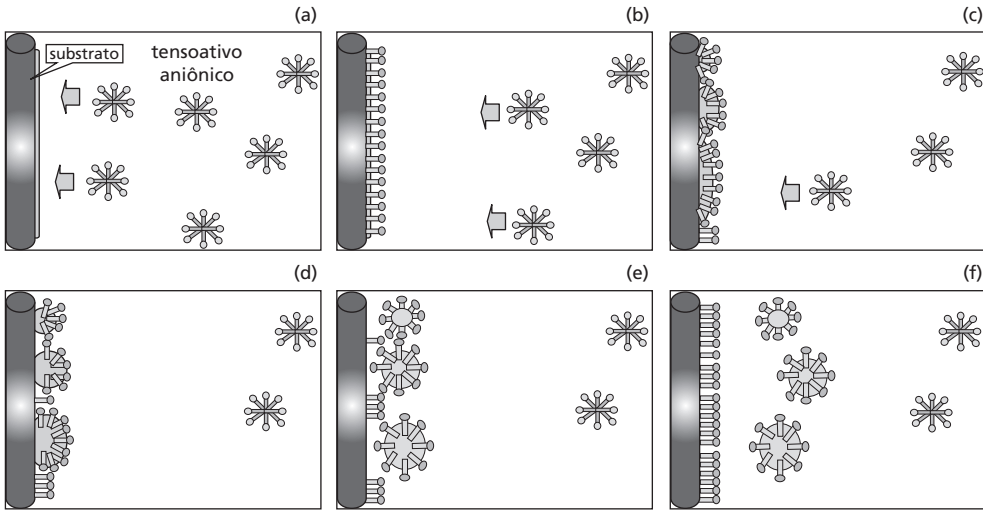 (a)
substrato
tensoativo
aniônico
(b)
(c)
(d)
(e)
(f)